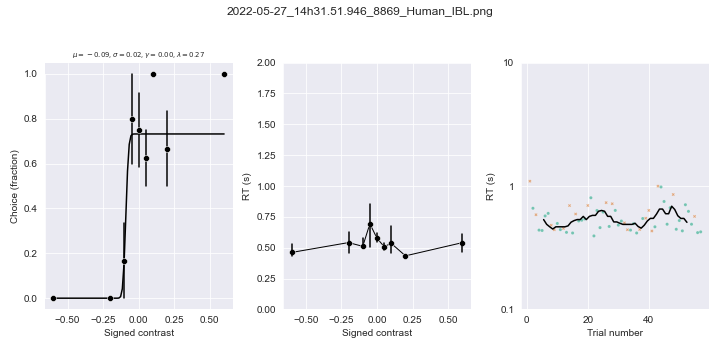 2022-05-27_14h31.51.946_8869_Human_IBL.png
μ = −0.09, σ = 0.02, γ = 0.00, λ = 0.27
Choice (fraction)
1.0
0.8
0.6
0.4
0.2
0.0
−0.50 −0.25 0.00 0.25 0.50
Signed contrast
RT (s)
2.00
1.75
1.50
1.25
1.00
0.75
0.50
0.25
0.00
−0.50 −0.25 0.00 0.25 0.50
Signed contrast
RT (s)
10
1
0.1
0 20 40
Trial number